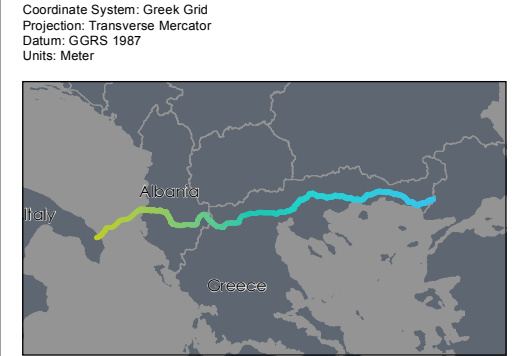 Coordinate System: Greek Grid
Projection: Transverse Mercator
Datum: GGRS 1987
Units: Meter
Albania
Italy
Greece